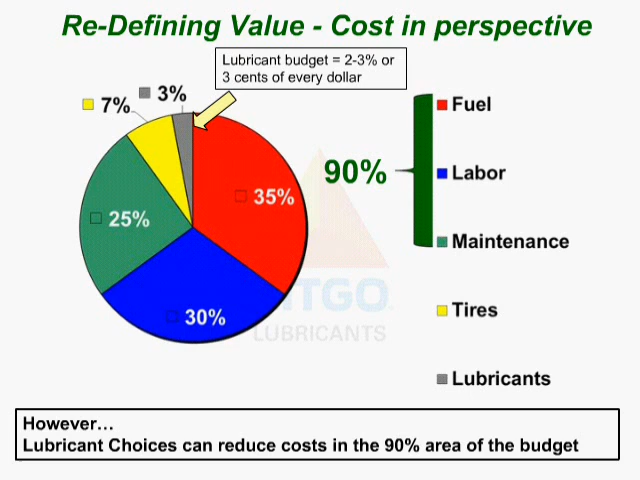 Re-Defining Value - Cost in perspective
Lubricant budget = 2-3% or
3 cents of every dollar
7%
3%
35%
25%
30%
90%
Fuel
Labor
Maintenance
Tires
Lubricants
TGO
LUBRICANTS
However…
Lubricant Choices can reduce costs in the 90% area of the budget